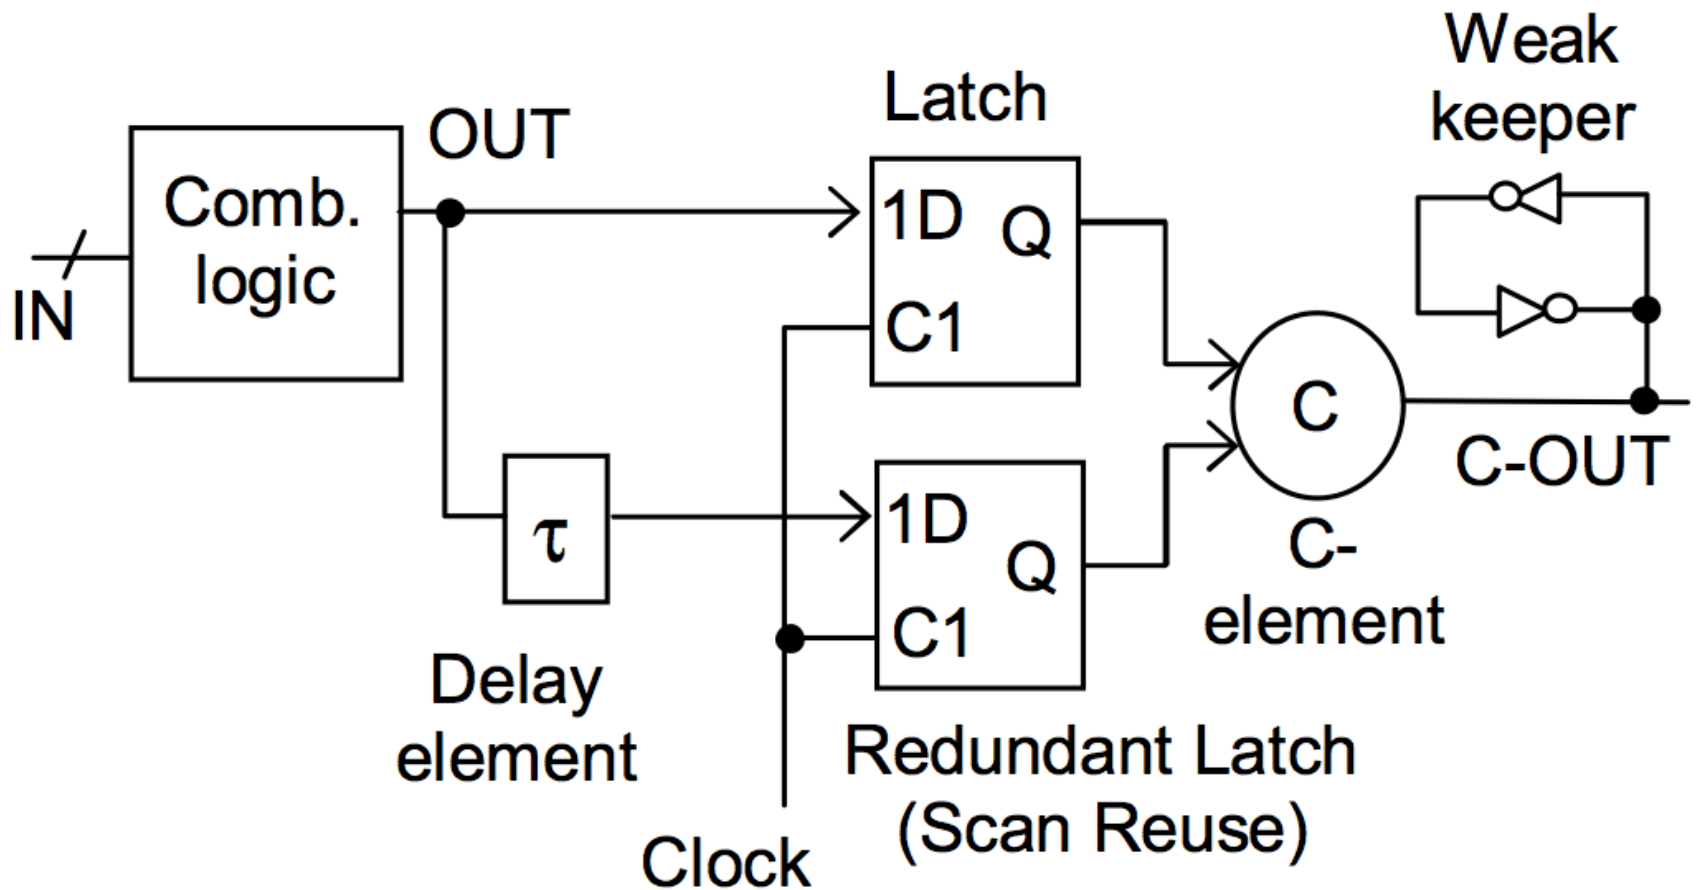 Weak
keeper
Latch
OUT
Comb.
logic
IN
1D
Q
C1
C
C-OUT
C-
element
τ
1D
Q
C1
Delay
element
Redundant Latch
(Scan Reuse)
Clock